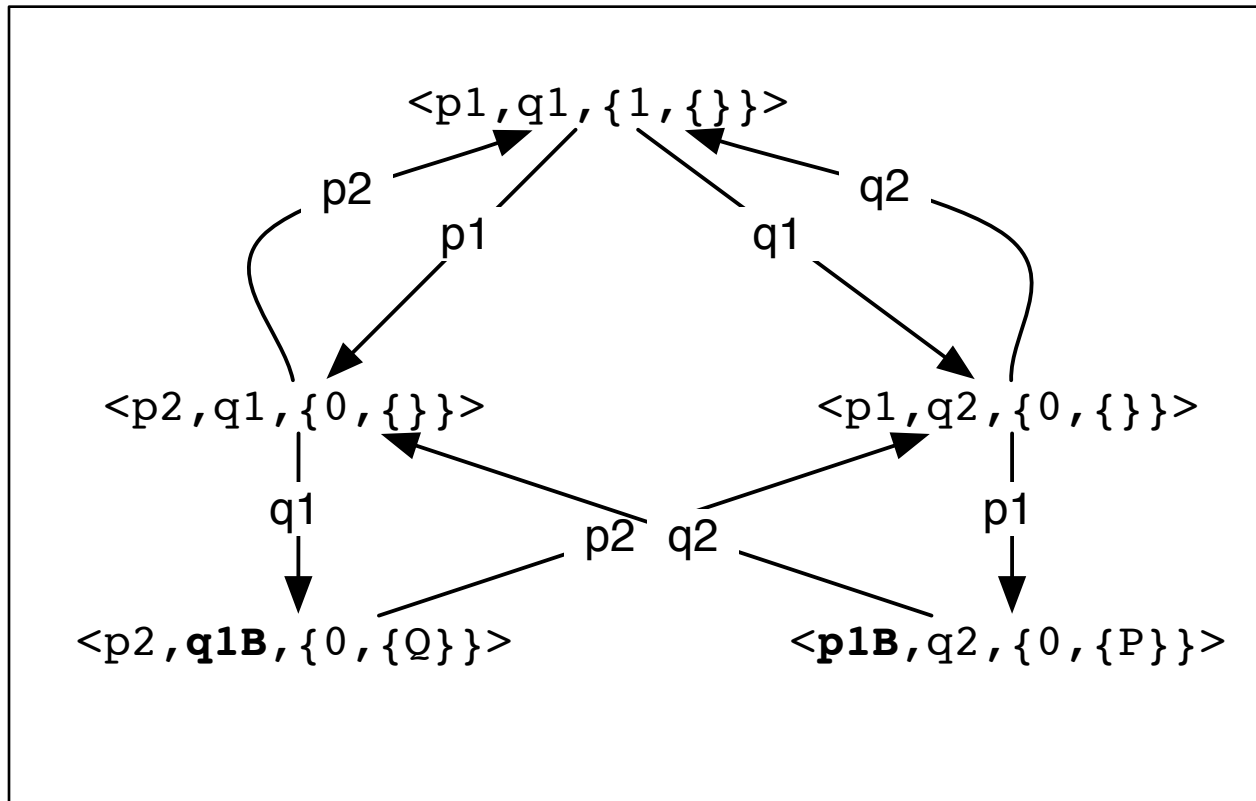 <p1,q1,{1,{}}>
p2
q2
p1
q1
<p2,q1,{0,{}}>
<p1,q2,{0,{}}>
q1
p1
p2
q2
<p2,q1B,{0,{Q}}>
<p1B,q2,{0,{P}}>